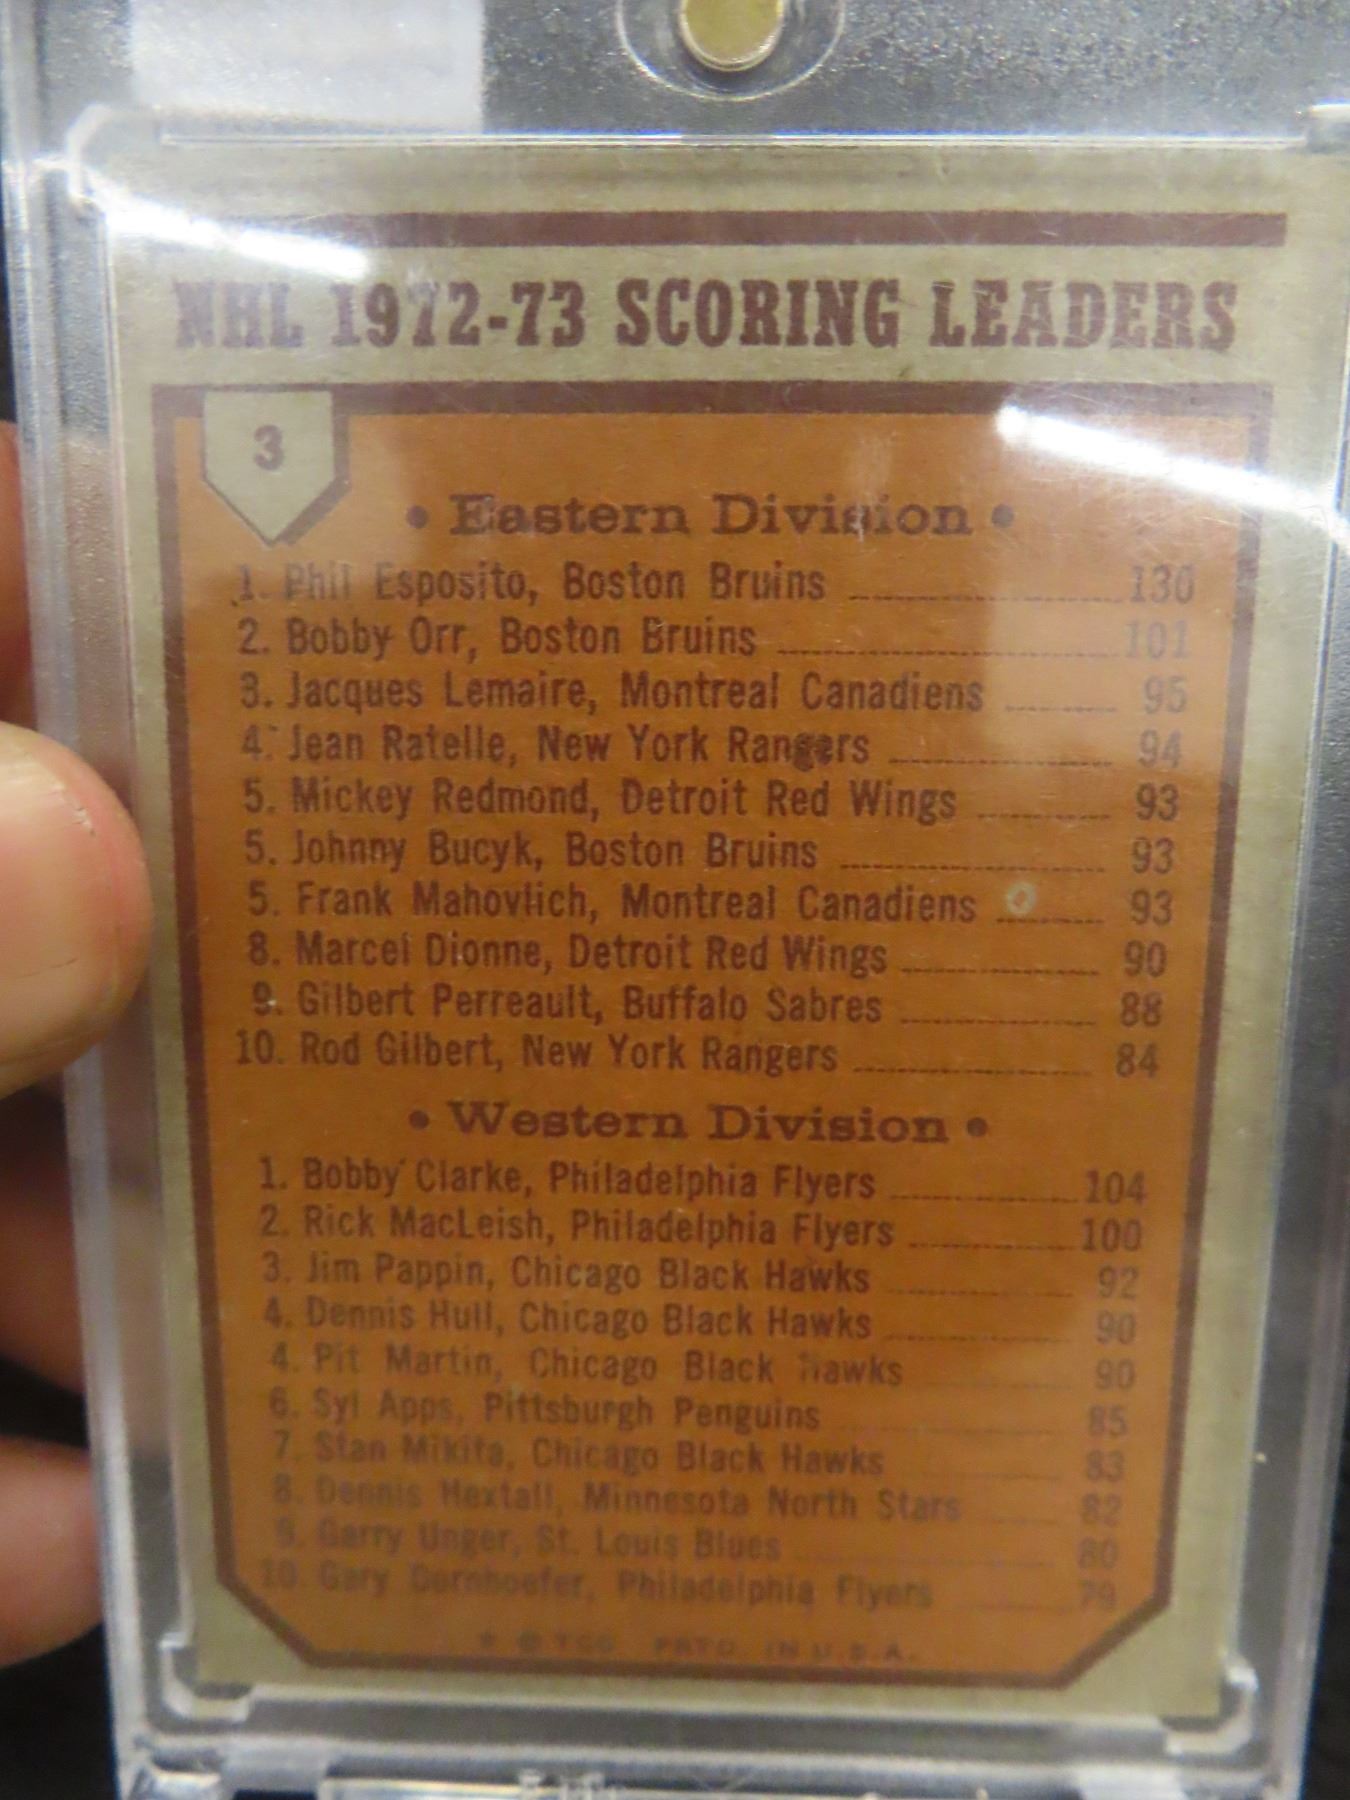 NHL 1972-73 SCORING LEADERS
3
• Eastern Division •
1. Phil Esposito, Boston Bruins 130
2. Bobby Orr, Boston Bruins 101
3. Jacques Lemaire, Montreal Canadiens 95
4. Jean Ratelle, New York Rangers 94
5. Mickey Redmond, Detroit Red Wings 93
5. Johnny Bucyk, Boston Bruins 93
5. Frank Mahovlich, Montreal Canadiens 93
8. Marcel Dionne, Detroit Red Wings 90
9. Gilbert Perreault, Buffalo Sabres 88
10. Rod Gilbert, New York Rangers 84
• Western Division •
1. Bobby Clarke, Philadelphia Flyers 104
2. Rick MacLeish, Philadelphia Flyers 100
3. Jim Pappin, Chicago Black Hawks 92
4. Dennis Hull, Chicago Black Hawks 90
4. Pit Martin, Chicago Black Hawks 90
6. Syl Apps, Pittsburgh Penguins 85
7. Stan Mikita, Chicago Black Hawks 83
8. Dennis Hextall, Minnesota North Stars 82
9. Garry Unger, St. Louis Blues 80
10. Gary Dornhoefer, Philadelphia Flyers 79
* © TCG PRTD. IN U.S.A.